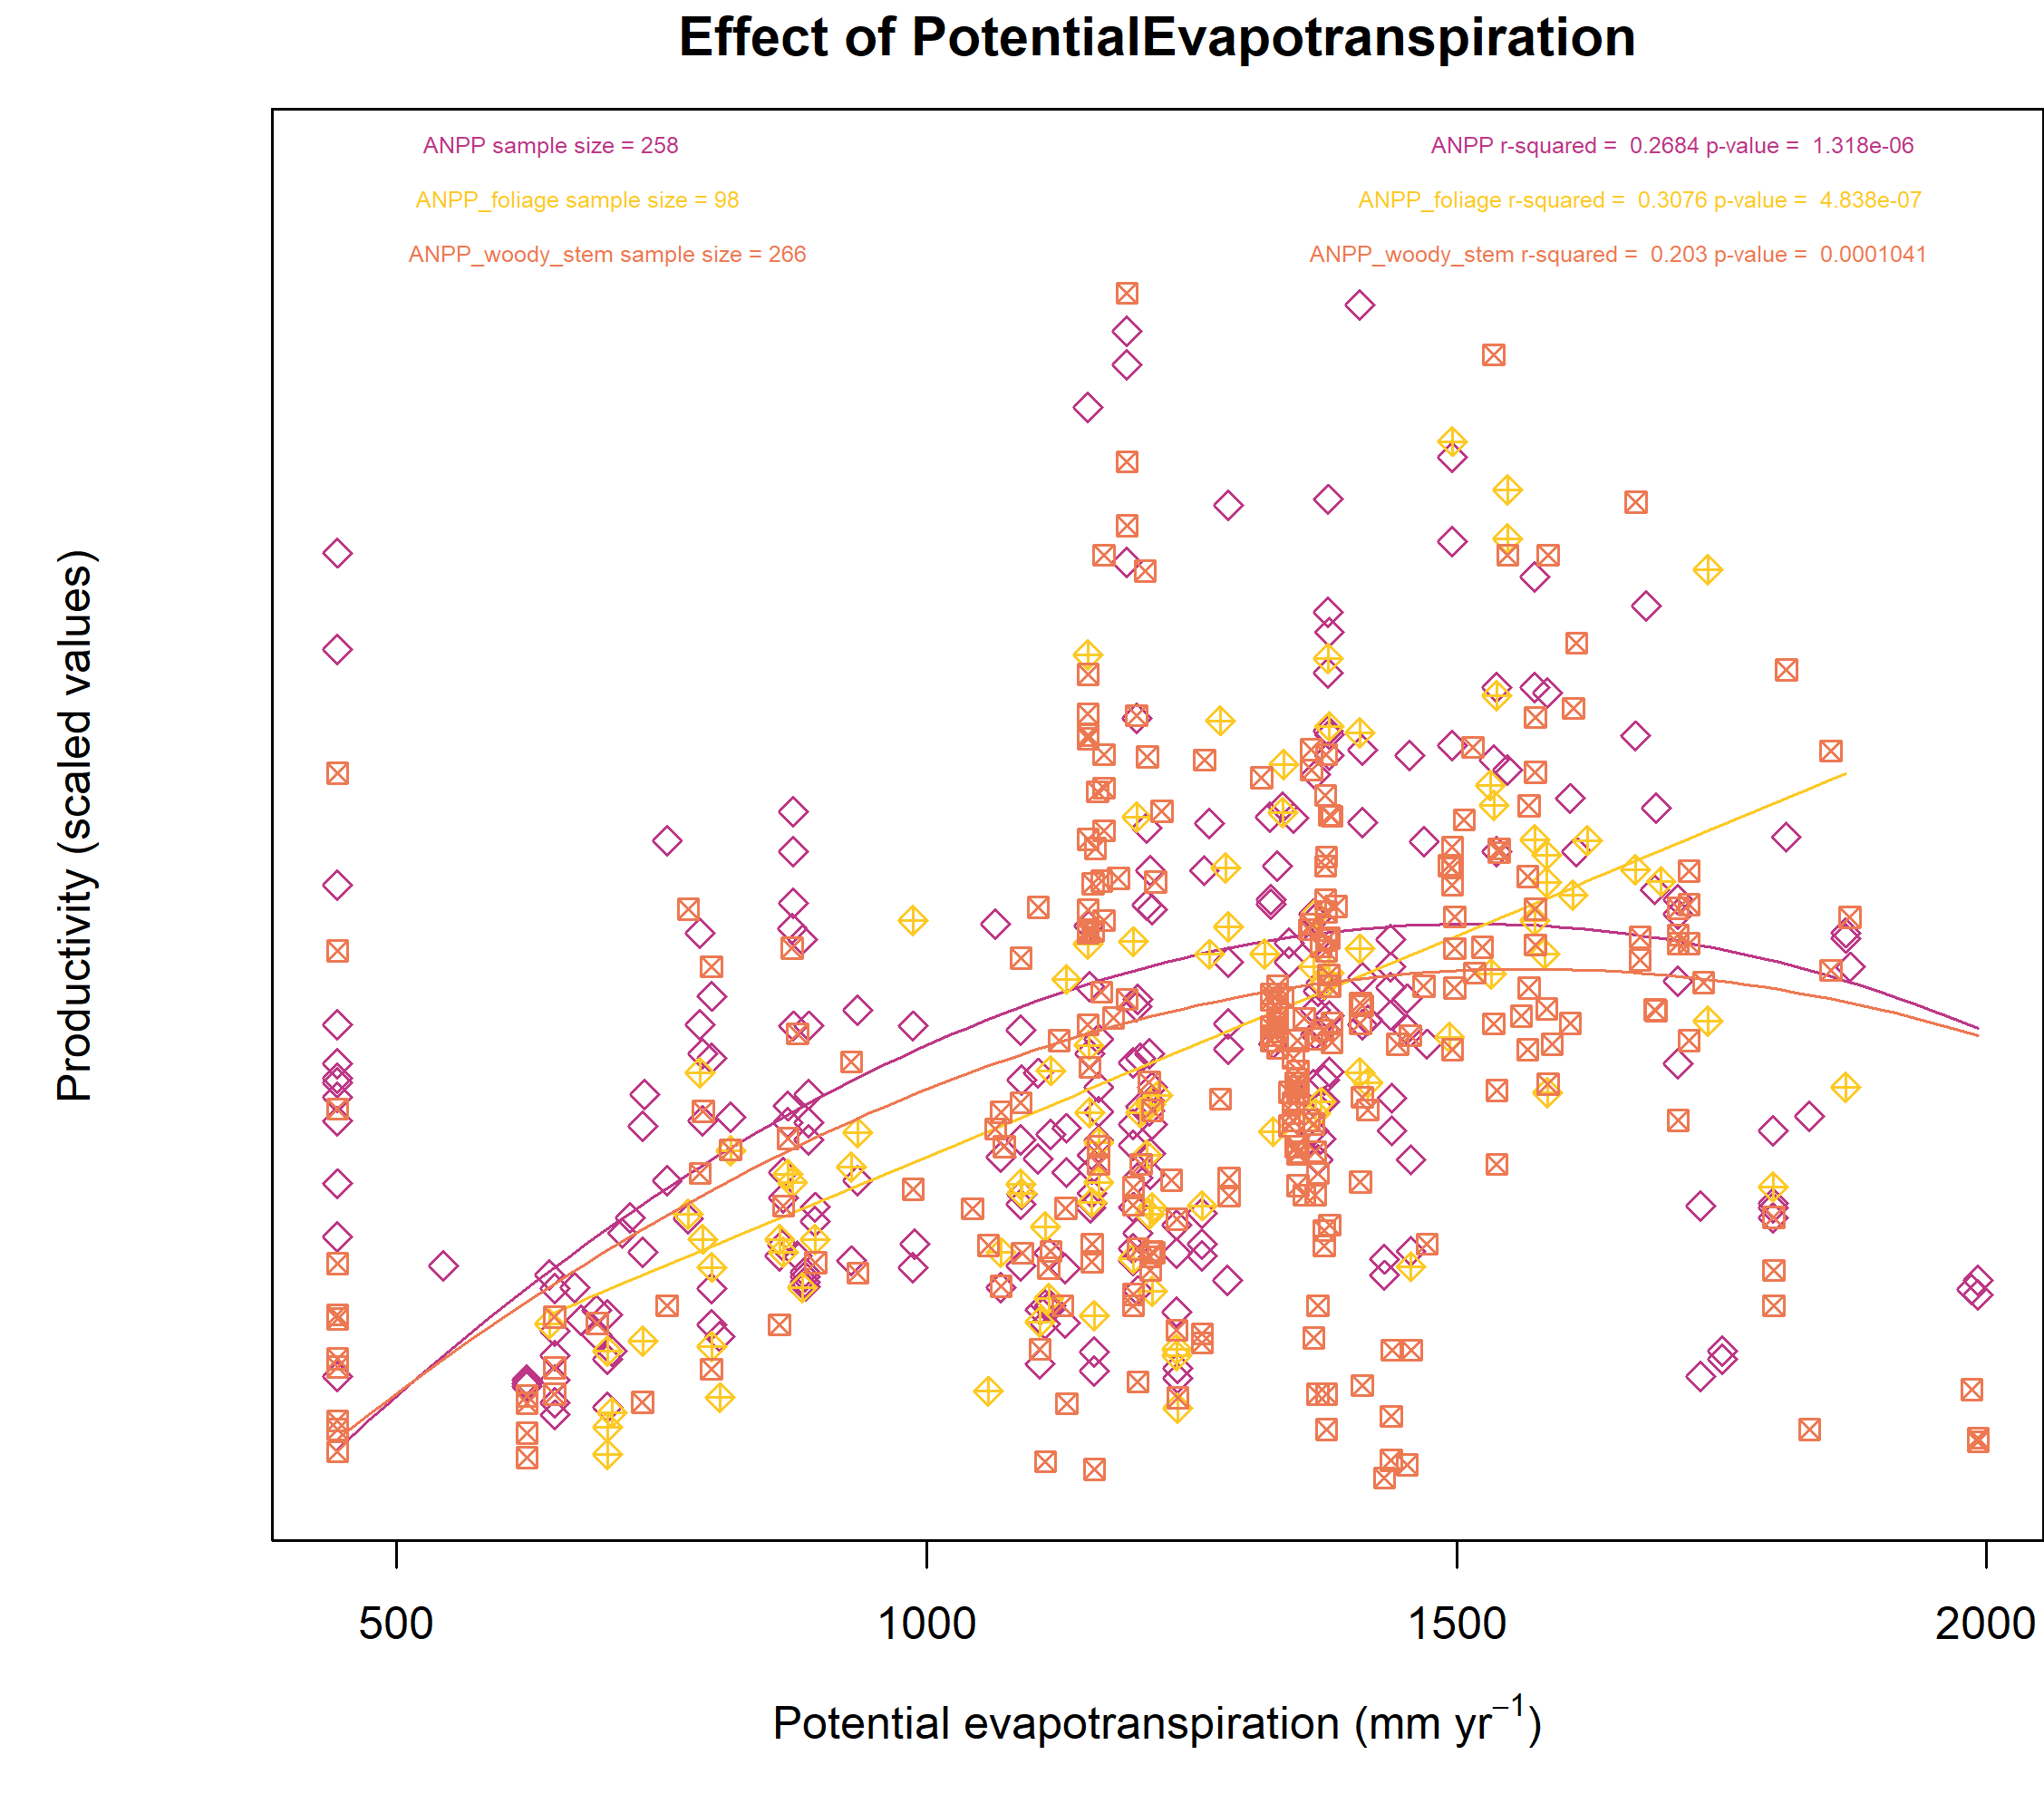 Effect of PotentialEvapotranspiration
ANPP sample size = 258
ANPP r-squared = 0.2684 p-value = 1.318e-06
ANPP_foliage sample size = 98
ANPP_foliage r-squared = 0.3076 p-value = 4.838e-07
ANPP_woody_stem sample size = 266
ANPP_woody_stem r-squared = 0.203 p-value = 0.0001041
Productivity (scaled values)
500 1000 1500 2000
Potential evapotranspiration (mm yr⁻¹)